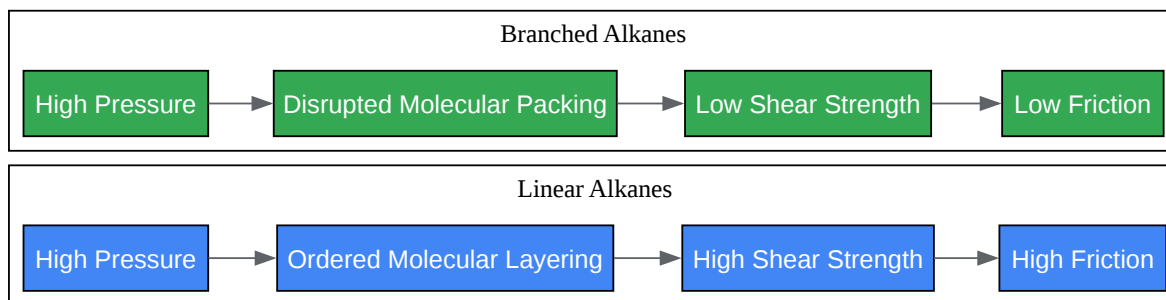 Branched Alkanes
High Pressure
Disrupted Molecular Packing
Low Shear Strength
Low Friction
Linear Alkanes
High Pressure
Ordered Molecular Layering
High Shear Strength
High Friction